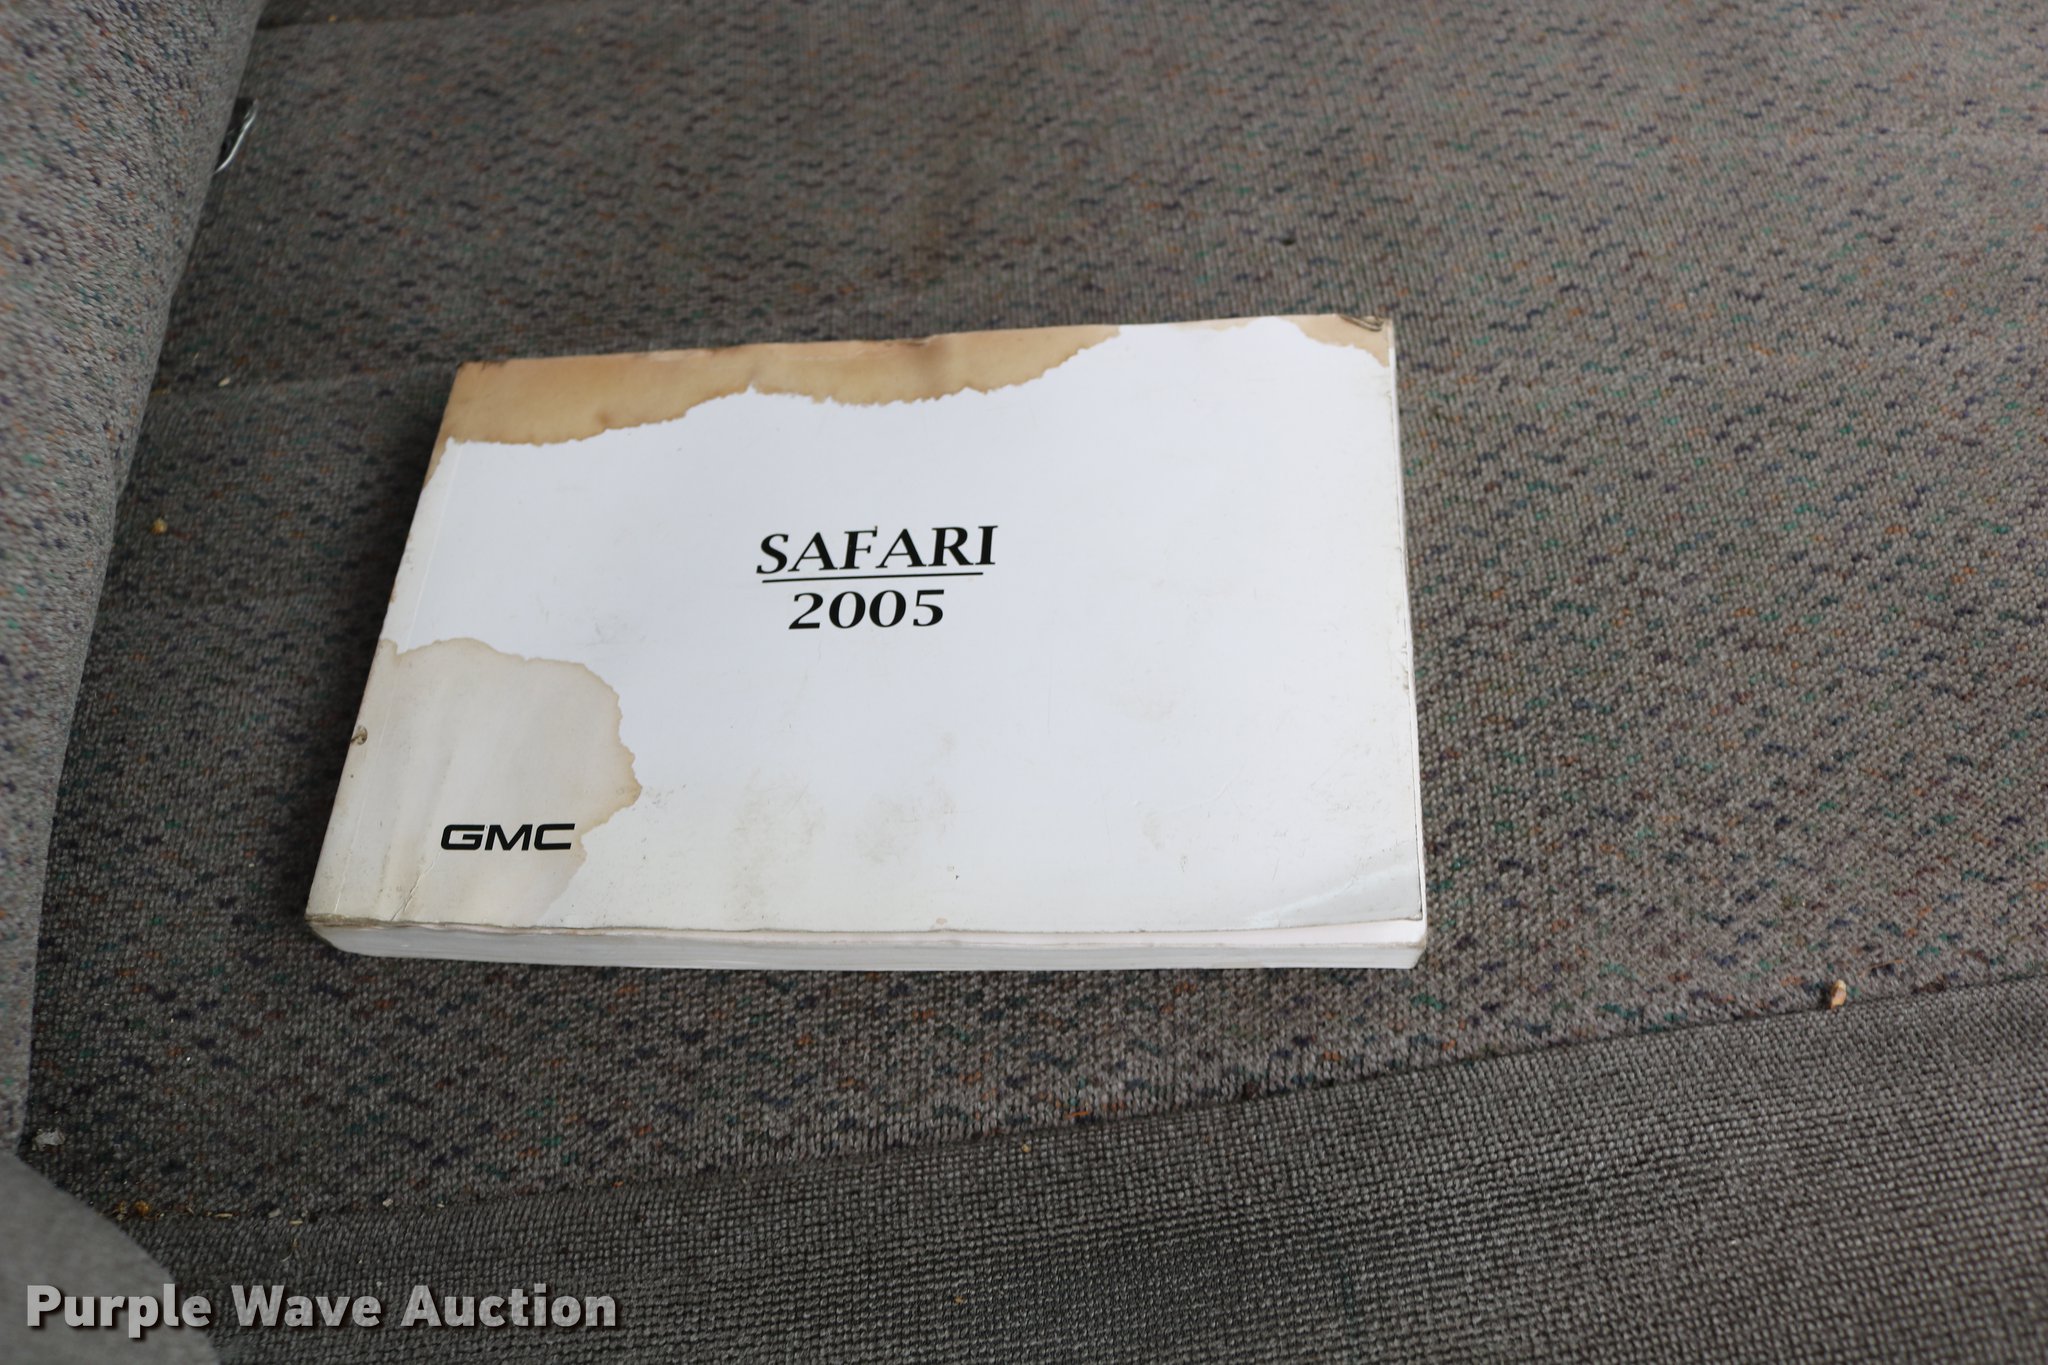 SAFARI
2005
GMC
Purple Wave Auction